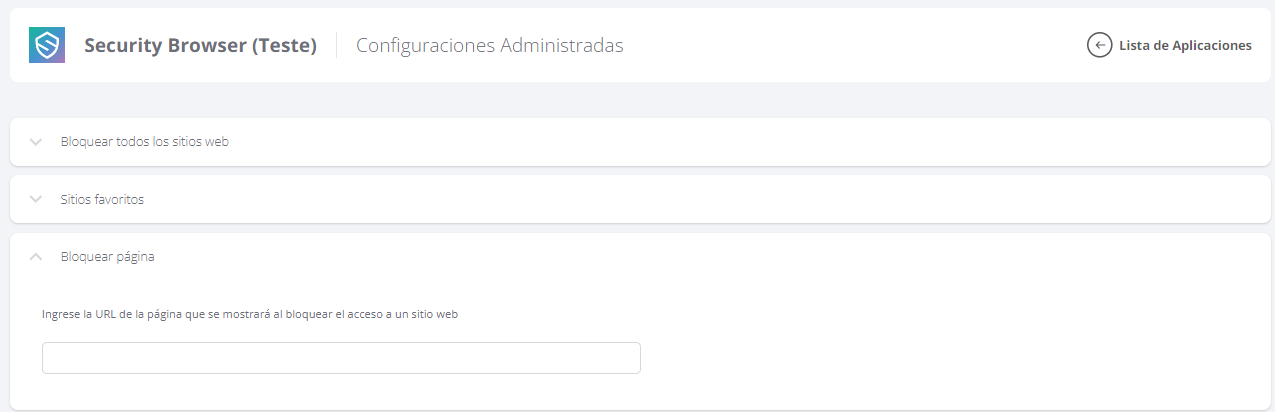 Security Browser (Teste) Configuraciones Administradas Lista de Aplicaciones
Bloquear todos los sitios web
Sitios favoritos
Bloquear página
Ingrese la URL de la página que se mostrará al bloquear el acceso a un sitio web